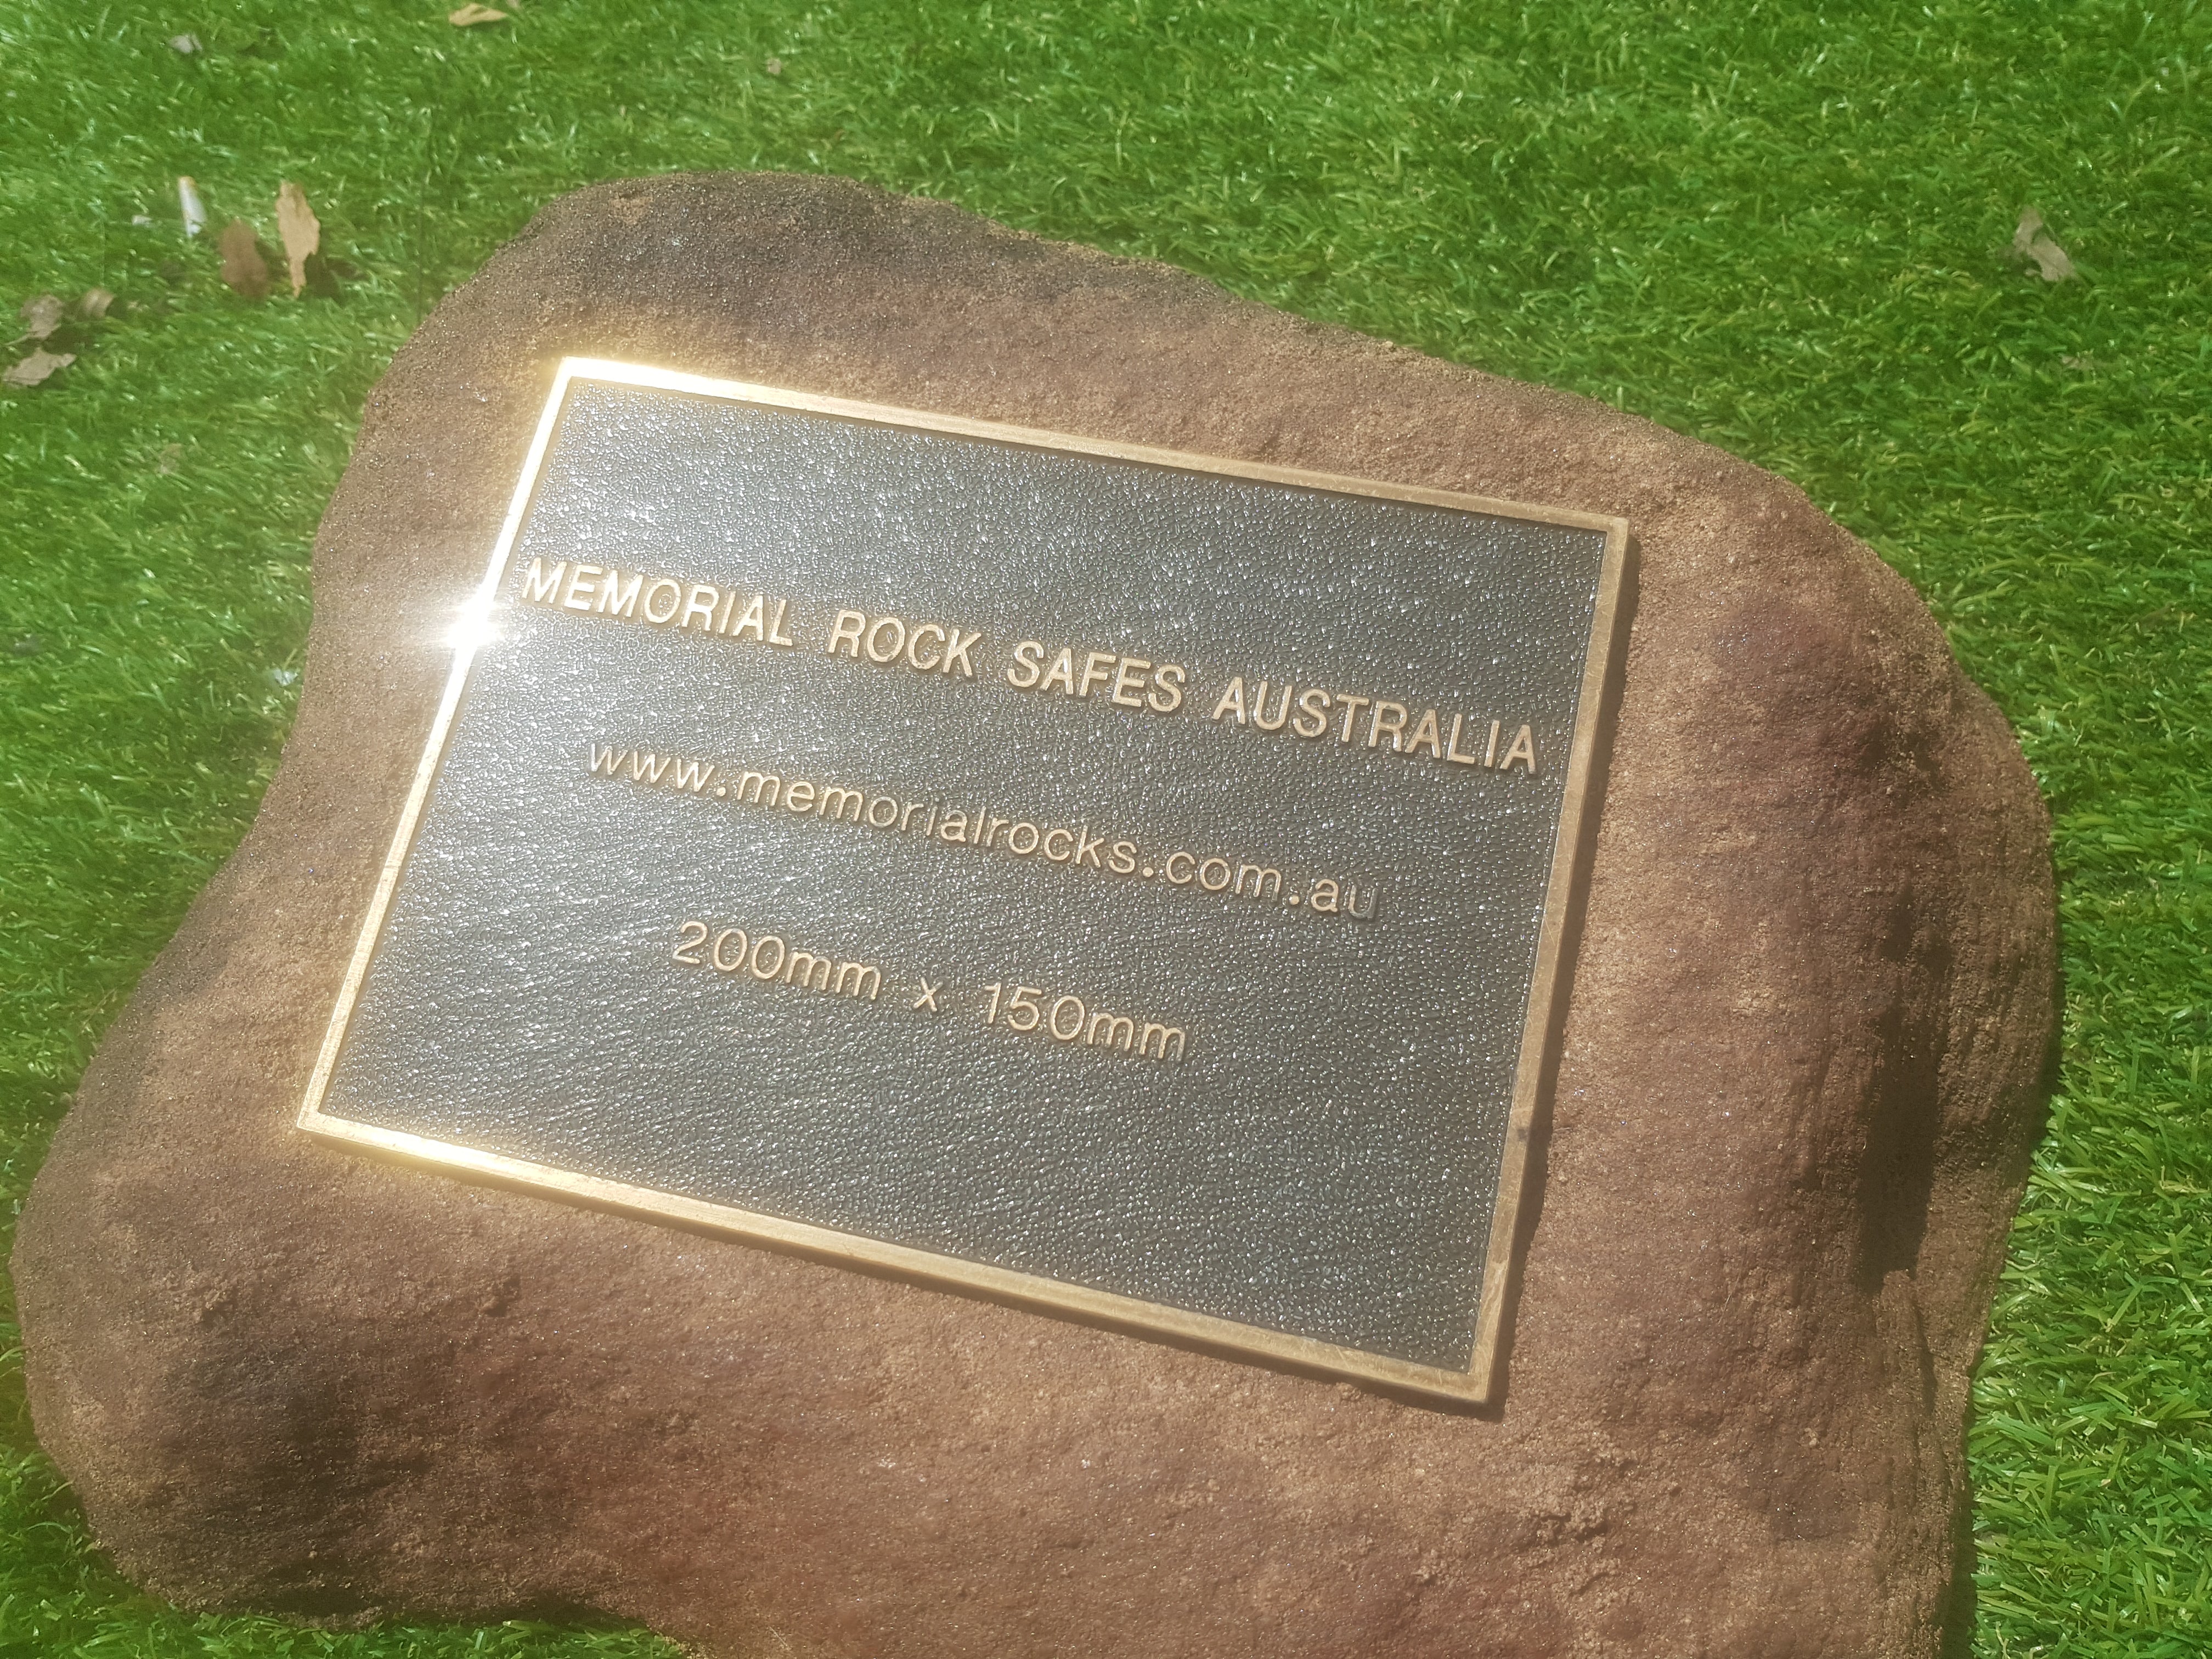 MEMORIAL ROCK SAFES AUSTRALIA
www.memorialrocks.com.au
200mm x 150mm